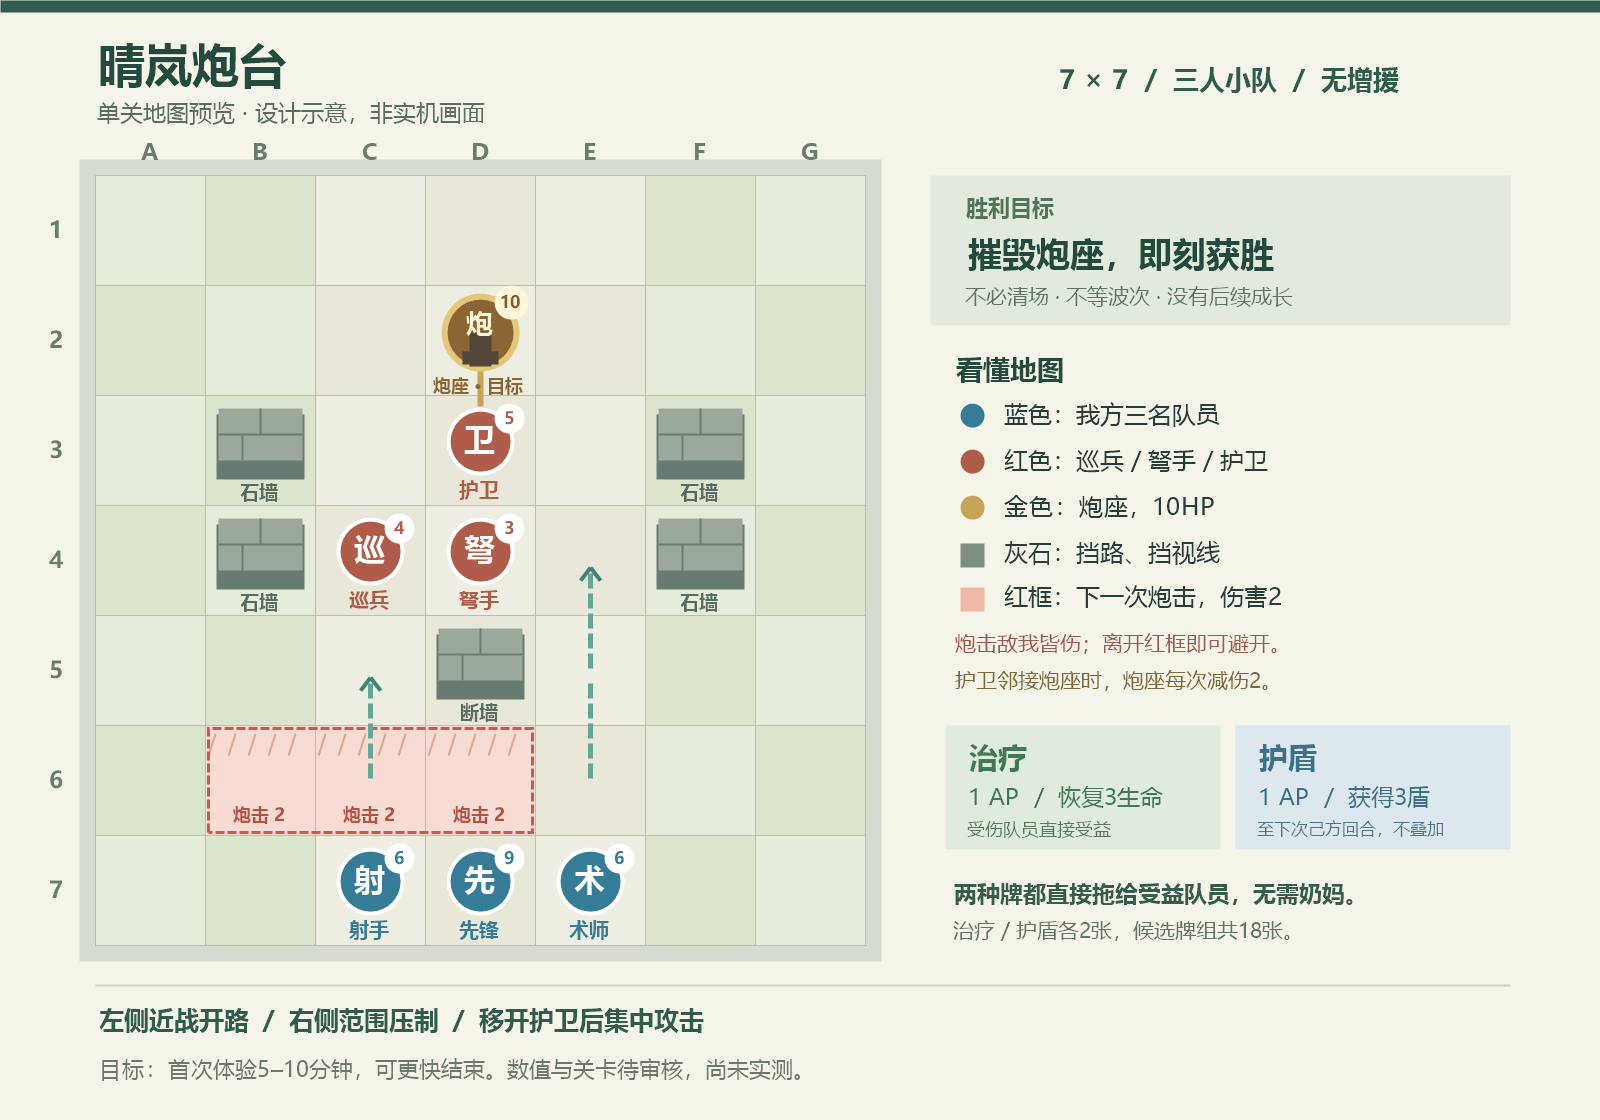 晴岚炮台
单关地图预览 · 设计示意，非实机画面
7 × 7 / 三人小队 / 无增援
A B C D E F G
1
2
炮 10
炮座 · 目标
3
卫 5
石墙
护卫
石墙
4
巡 4
弩 3
石墙
巡兵
弩手
石墙
5
断墙
6
炮击 2
炮击 2
炮击 2
7
射 6
先 9
术 6
射手
先锋
术师
胜利目标
摧毁炮座，即刻获胜
不必清场 · 不等波次 · 没有后续成长
看懂地图
蓝色：我方三名队员
红色：巡兵 / 弩手 / 护卫
金色：炮座，10HP
灰石：挡路、挡视线
红框：下一次炮击，伤害2
炮击敌我皆伤；离开红框即可避开。
护卫邻接炮座时，炮座每次减伤2。
治疗
1 AP / 恢复3生命
受伤队员直接受益
护盾
1 AP / 获得3盾
至下次己方回合，不叠加
两种牌都直接拖给受益队员，无需奶妈。
治疗 / 护盾各2张，候选牌组共18张。
左侧近战开路 / 右侧范围压制 / 移开护卫后集中攻击
目标：首次体验5–10分钟，可更快结束。数值与关卡待审核，尚未实测。